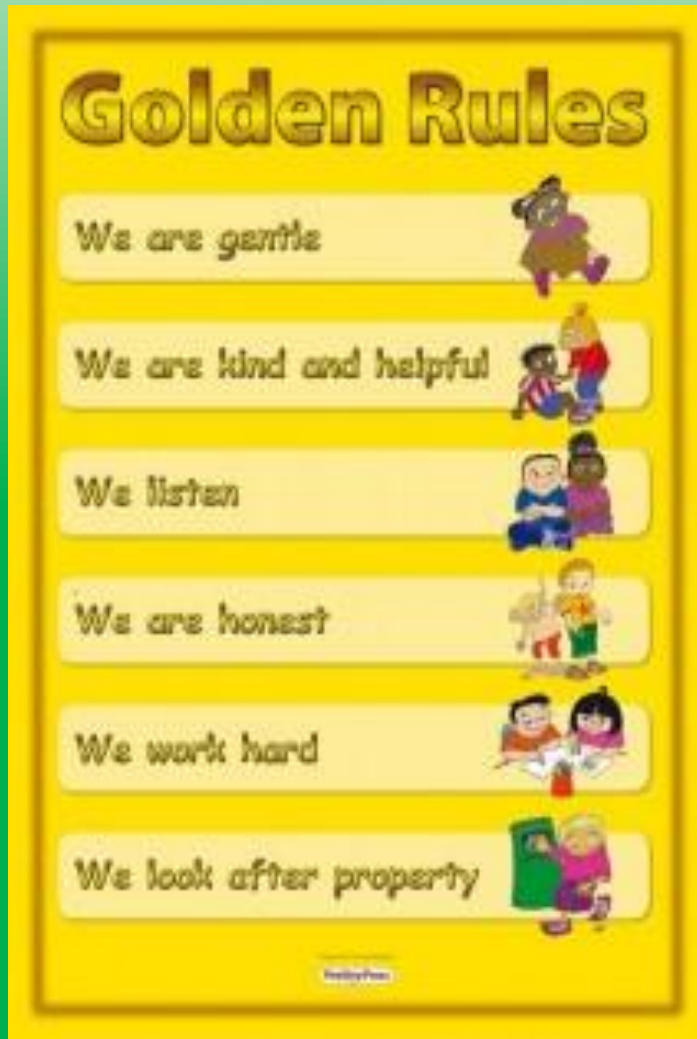 Golden Rules
We are gentle
We are kind and helpful
We listen
We are honest
We work hard
We look after property